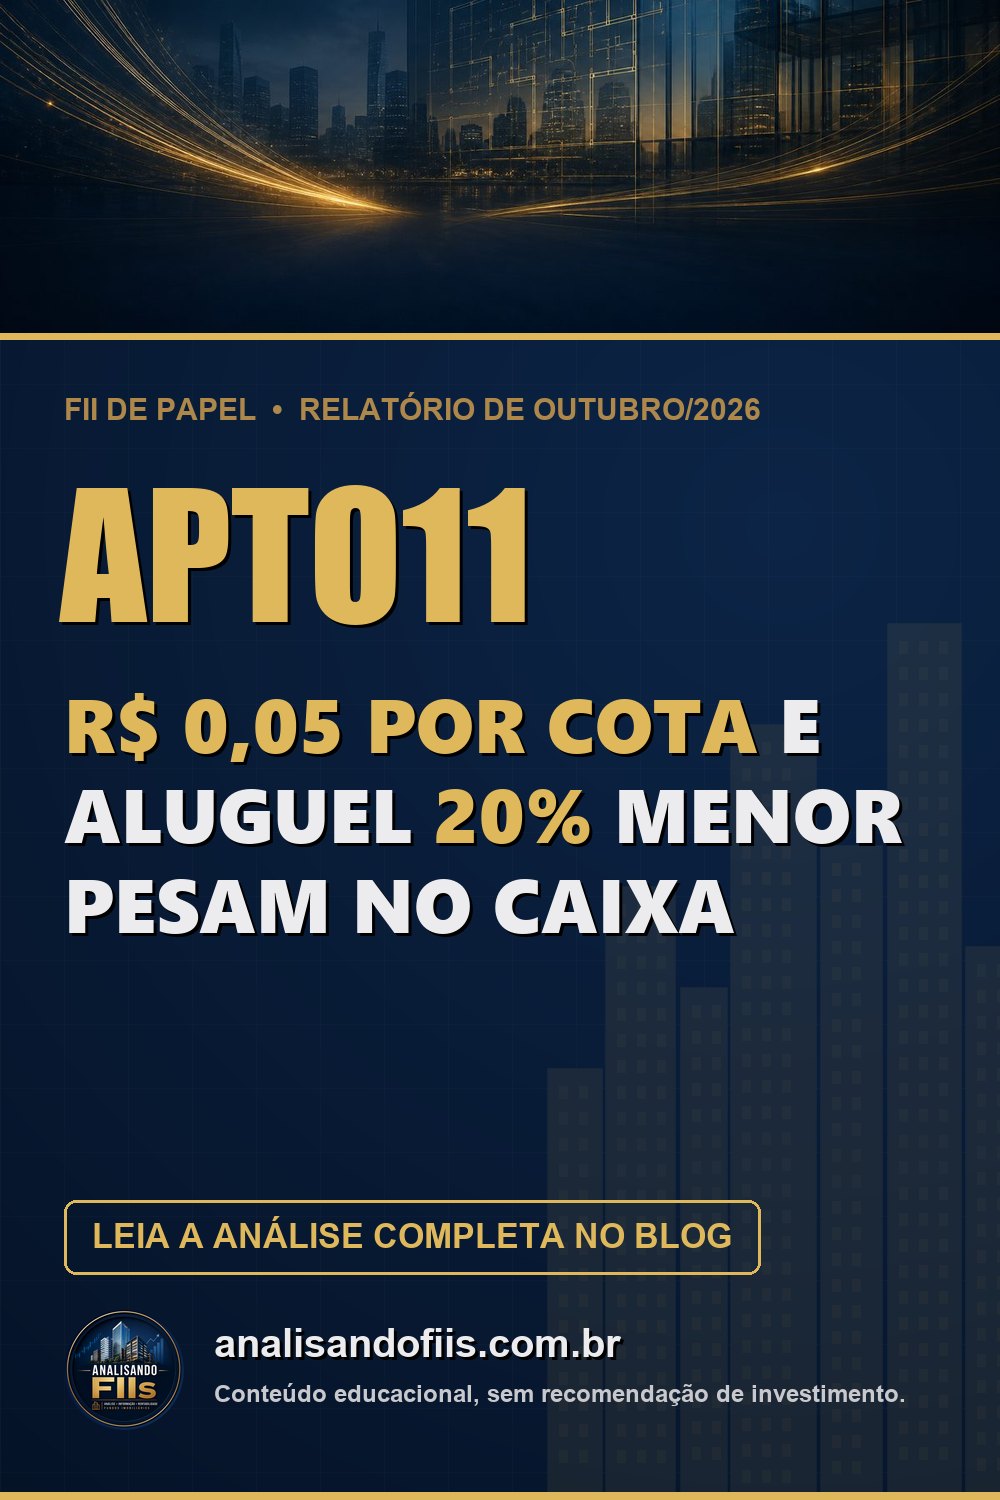 FII DE PAPEL • RELATÓRIO DE OUTUBRO/2026
APTO11
R$ 0,05 POR COTA E
ALUGUEL 20% MENOR
PESAM NO CAIXA
LEIA A ANÁLISE COMPLETA NO BLOG
analisandofiis.com.br
Conteúdo educacional, sem recomendação de investimento.
ANALISANDO
FIIs